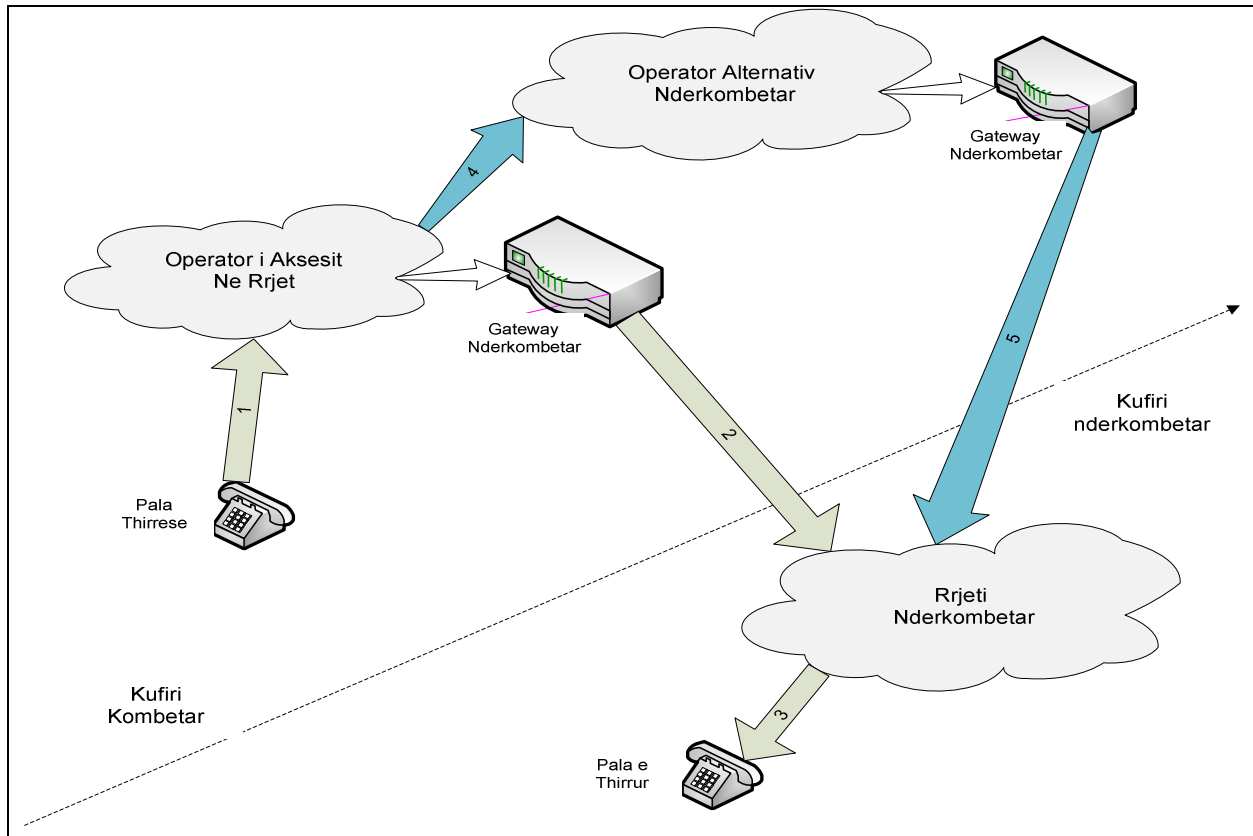 Operator Alternativ
Nderkombetar
Gateway
Nderkombetar
4
Operator i Aksesit
Ne Rrjet
Gateway
Nderkombetar
5
1
2
Kufiri
nderkombetar
Pala
Thirrese
Rrjeti
Nderkombetar
Kufiri
Kombetar
3
Pala e
Thirrur